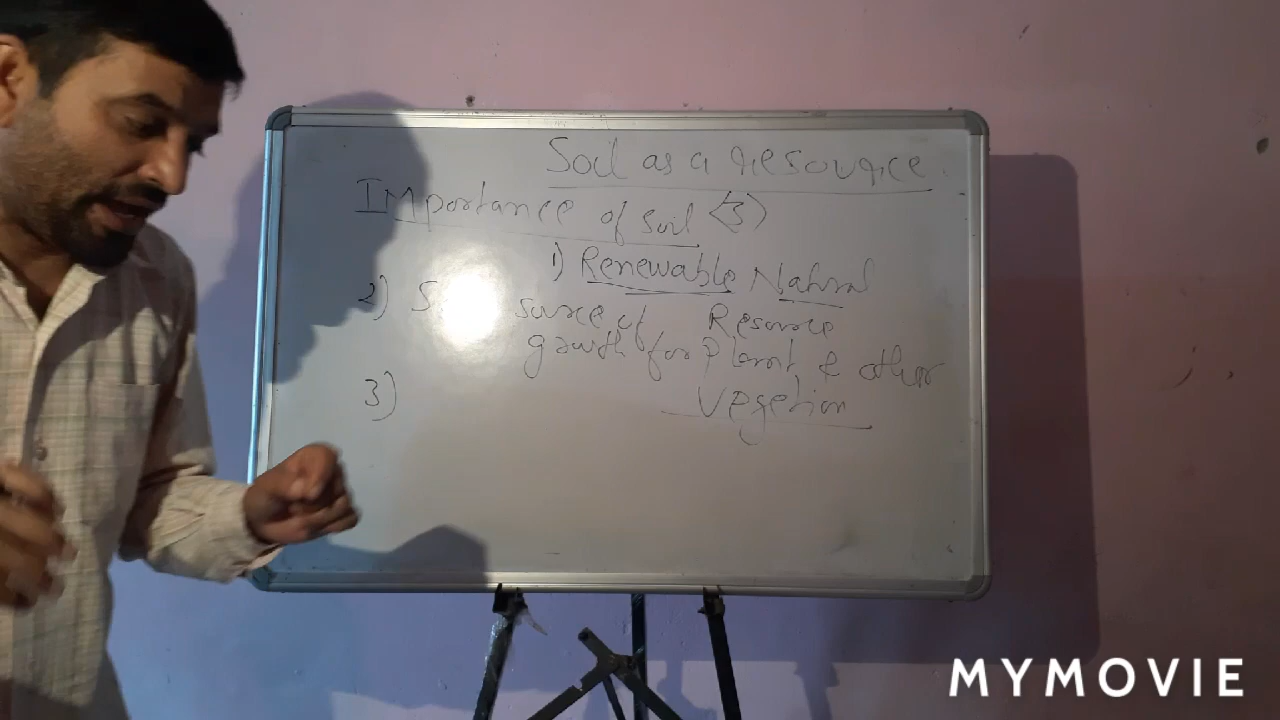 Soil as a resource.
Importance of soil <3>
1) Renewable Natural
Resource
2) S source of
growth for Plant & other
Vegetion
3)
MYMOVIE